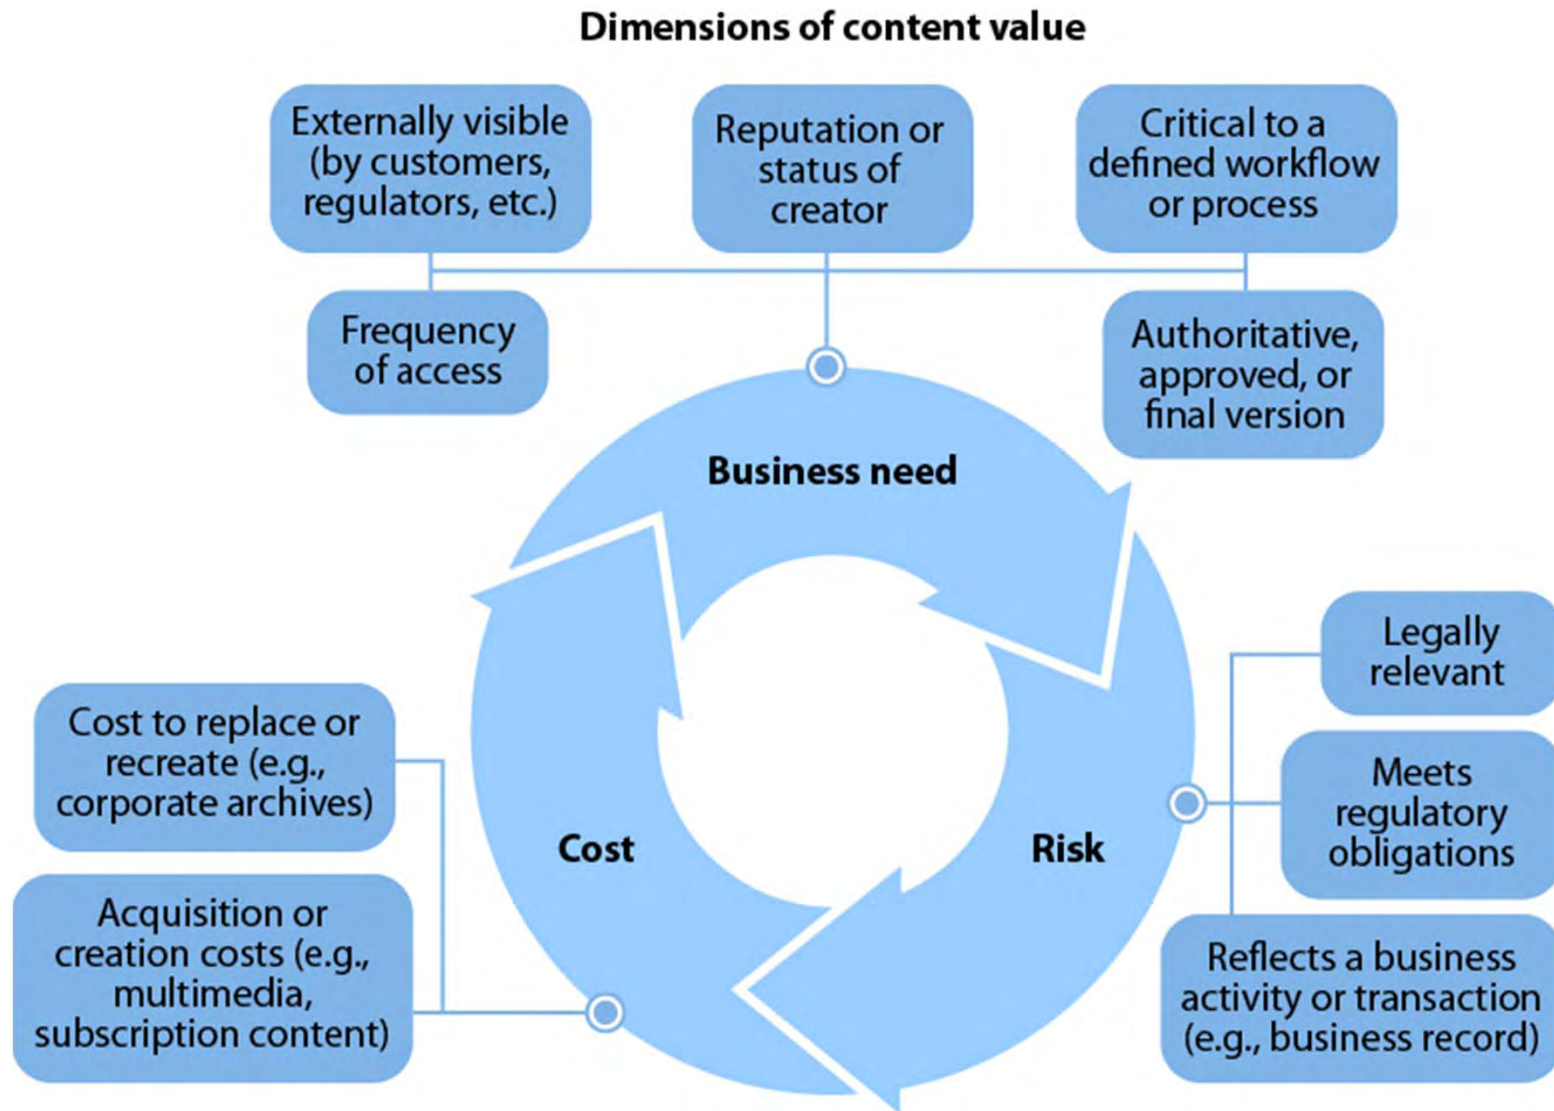 Dimensions of content value
Externally visible
(by customers,
regulators, etc.)
Reputation or
status of
creator
Critical to a
defined workflow
or process
Frequency
of access
Authoritative,
approved, or
final version
Business need
Legally
relevant
Meets
regulatory
obligations
Reflects a business
activity or transaction
(e.g., business record)
Risk
Cost
Cost to replace or
recreate (e.g.,
corporate archives)
Acquisition or
creation costs (e.g.,
multimedia,
subscription content)